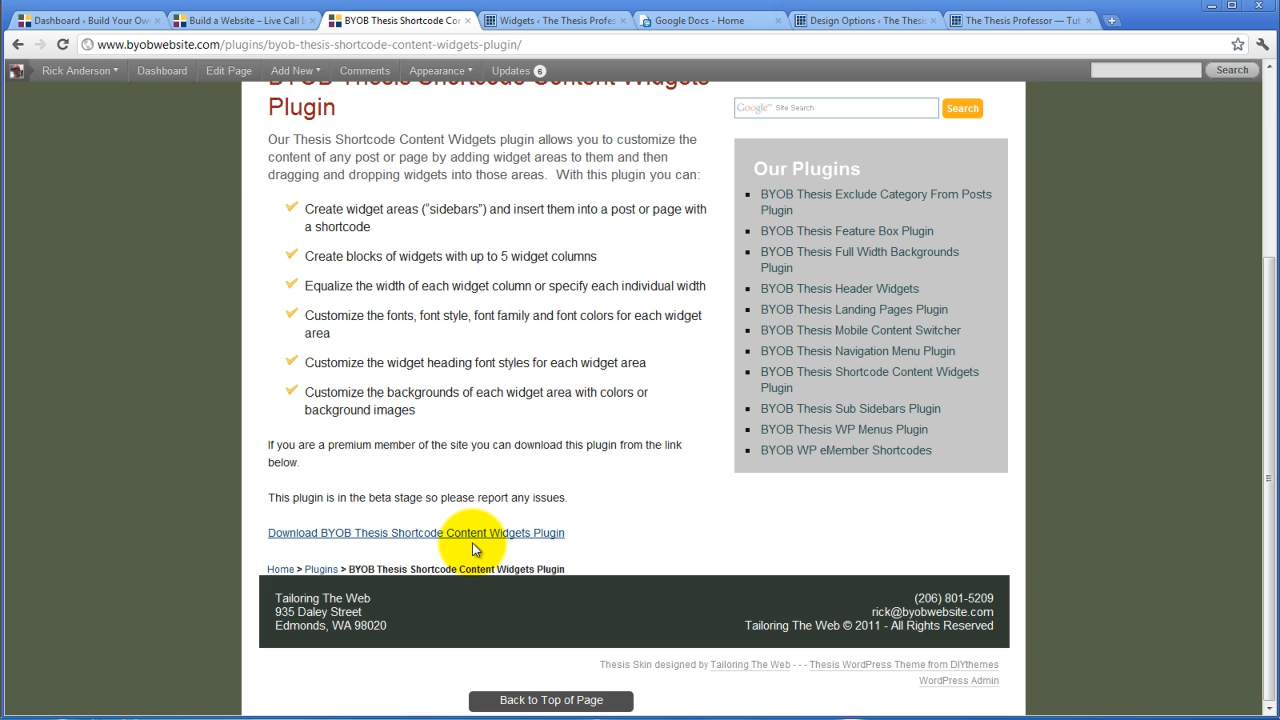 Dashboard ‹ Build Your Own
Build a Website – Live Call I
BYOB Thesis Shortcode Co
Widgets ‹ The Thesis Profes
Google Docs - Home
Design Options ‹ The Thesis
The Thesis Professor — Tut
www.byobwebsite.com/plugins/byob-thesis-shortcode-content-widgets-plugin/
Rick Anderson
Dashboard
Edit Page
Add New
Comments
Appearance
Updates 6
Search
BYOB Thesis Shortcode Content Widgets
Plugin
Our Thesis Shortcode Content Widgets plugin allows you to customize the
content of any post or page by adding widget areas to them and then
dragging and dropping widgets into those areas. With this plugin you can:
Create widget areas (“sidebars”) and insert them into a post or page with
a shortcode
Create blocks of widgets with up to 5 widget columns
Equalize the width of each widget column or specify each individual width
Customize the fonts, font style, font family and font colors for each widget
area
Customize the widget heading font styles for each widget area
Customize the backgrounds of each widget area with colors or
background images
If you are a premium member of the site you can download this plugin from the link
below.
This plugin is in the beta stage so please report any issues.
Download BYOB Thesis Shortcode Content Widgets Plugin
Home > Plugins > BYOB Thesis Shortcode Content Widgets Plugin
Google™ Site Search
Search
Our Plugins
BYOB Thesis Exclude Category From Posts
Plugin
BYOB Thesis Feature Box Plugin
BYOB Thesis Full Width Backgrounds
Plugin
BYOB Thesis Header Widgets
BYOB Thesis Landing Pages Plugin
BYOB Thesis Mobile Content Switcher
BYOB Thesis Navigation Menu Plugin
BYOB Thesis Shortcode Content Widgets
Plugin
BYOB Thesis Sub Sidebars Plugin
BYOB Thesis WP Menus Plugin
BYOB WP eMember Shortcodes
Tailoring The Web
935 Daley Street
Edmonds, WA 98020
(206) 801-5209
rick@byobwebsite.com
Tailoring The Web © 2011 - All Rights Reserved
Thesis Skin designed by Tailoring The Web - - - Thesis WordPress Theme from DIYthemes
WordPress Admin
Back to Top of Page